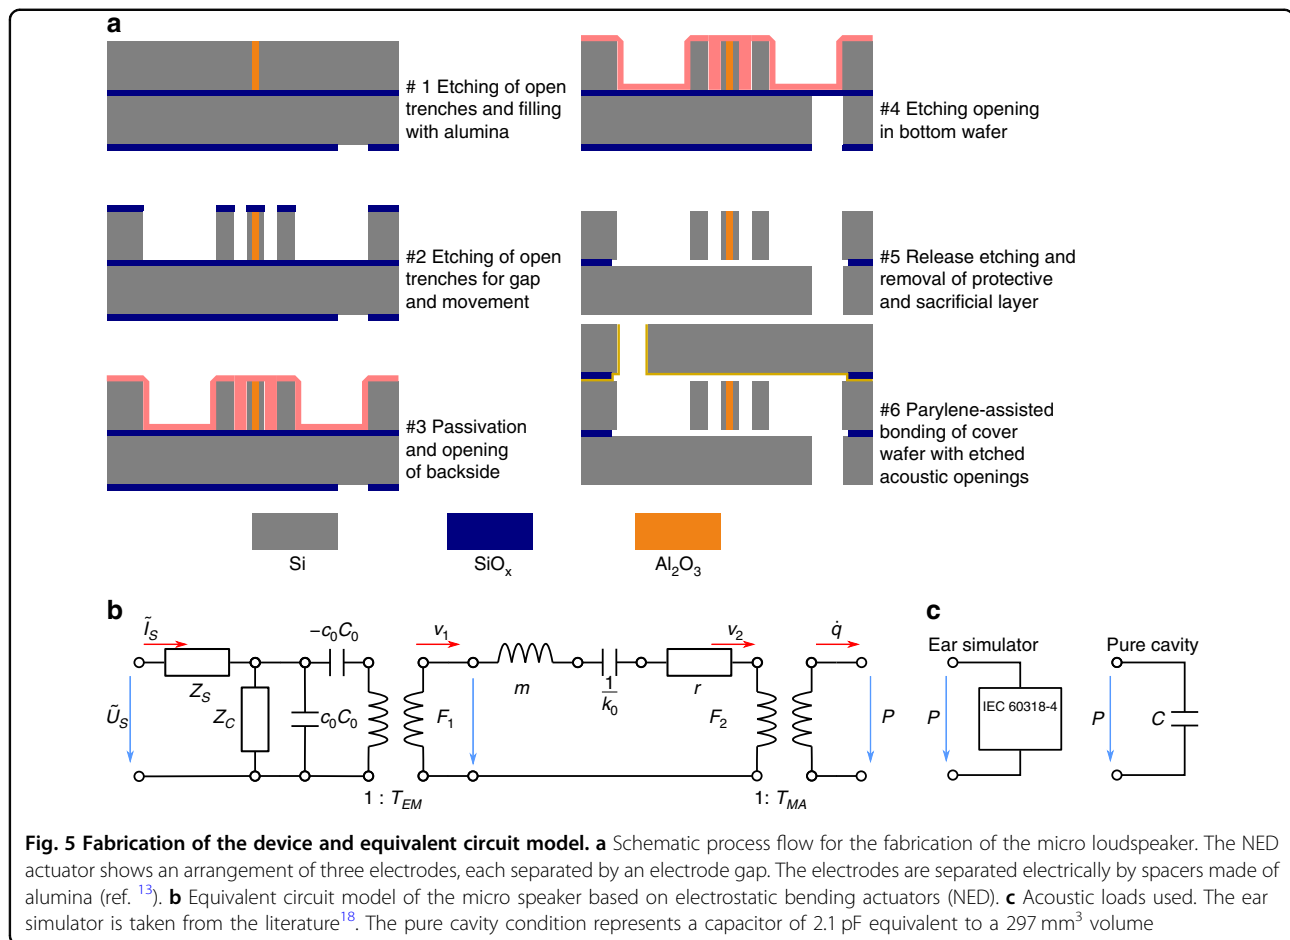 a
# 1 Etching of open
trenches and filling
with alumina
#2 Etching of open
trenches for gap
and movement
#3 Passivation
and opening
of backside
#4 Etching opening
in bottom wafer
#5 Release etching and
removal of protective
and sacrificial layer
#6 Parylene-assisted
bonding of cover
wafer with etched
acoustic openings
Si
SiOₓ
Al₂O₃
b
Ĩ_S
Z_S
Ũ_S
Z_C
−c₀C₀
c₀C₀
1 : T_EM
v₁
F₁
m
1/k₀
r
v₂
F₂
1: T_MA
q̇
P
c
Ear simulator
P
IEC 60318-4
Pure cavity
P
C
Fig. 5 Fabrication of the device and equivalent circuit model. a Schematic process flow for the fabrication of the micro loudspeaker. The NED
actuator shows an arrangement of three electrodes, each separated by an electrode gap. The electrodes are separated electrically by spacers made of
alumina (ref. ¹³). b Equivalent circuit model of the micro speaker based on electrostatic bending actuators (NED). c Acoustic loads used. The ear
simulator is taken from the literature¹⁸. The pure cavity condition represents a capacitor of 2.1 pF equivalent to a 297 mm³ volume